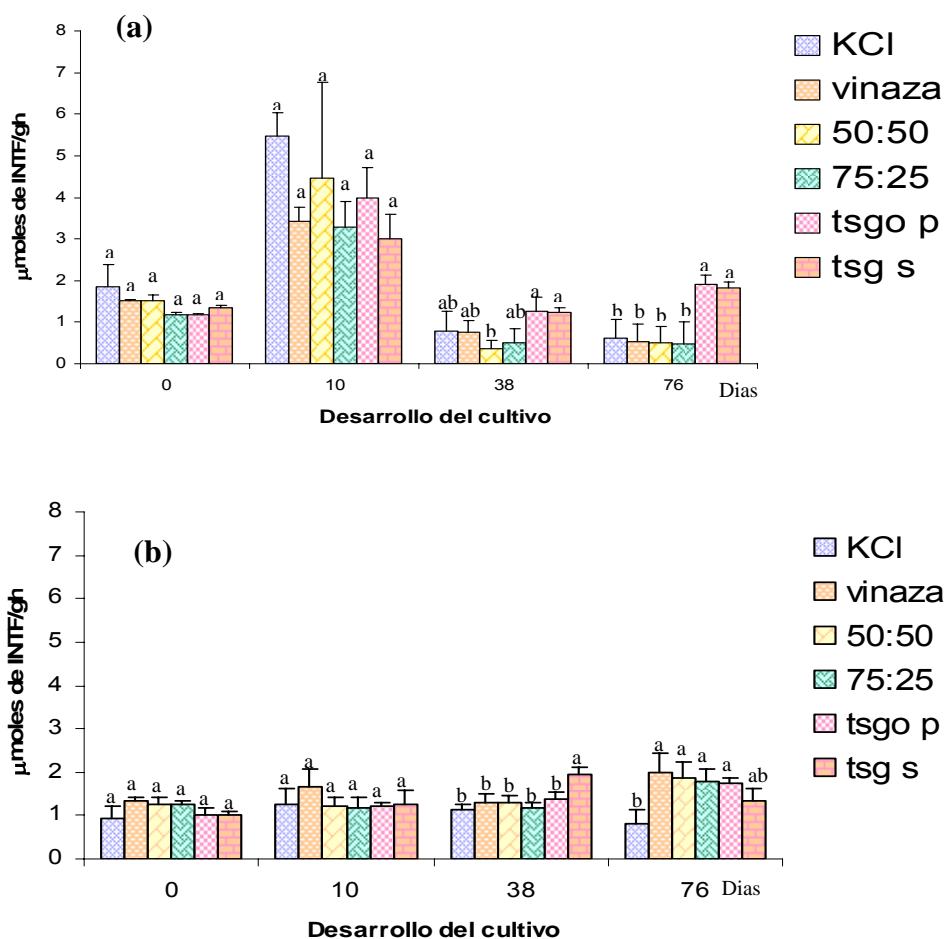 (a)
8
7
6
5
4
3
2
1
0
µmoles de INTF/gh
a a a a a a
a a a a a a
ab ab b ab a a
b b b b a a
0 10 38 76 Dias
Desarrollo del cultivo
KCl
vinaza
50:50
75:25
tsgo p
tsg s
(b)
8
7
6
5
4
3
2
1
0
µmoles de INTF/gh
a a a a a a
a a a a a a
b b b b b a
b a a a a ab
0 10 38 76 Dias
Desarrollo del cultivo
KCl
vinaza
50:50
75:25
tsgo p
tsg s